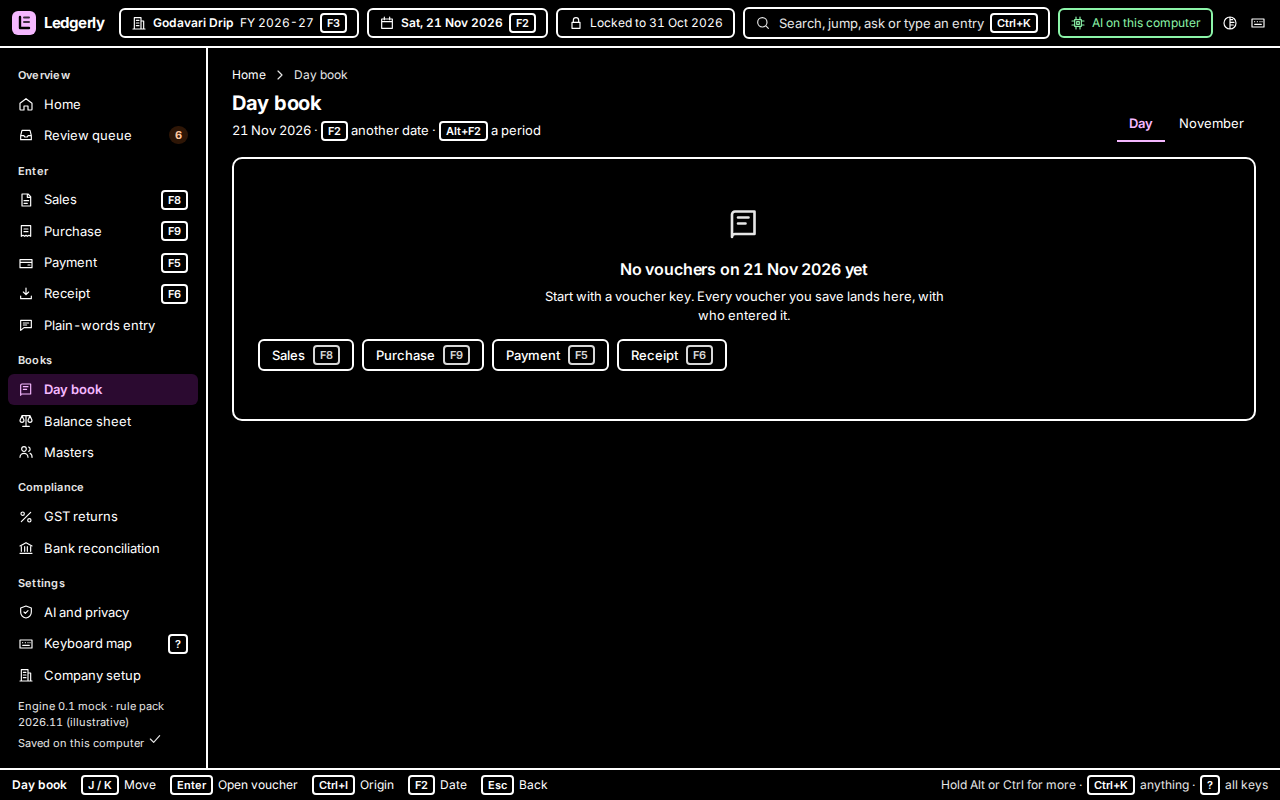 Ledgerly
Godavari Drip FY 2026-27 F3
Sat, 21 Nov 2026 F2
Locked to 31 Oct 2026
Search, jump, ask or type an entry Ctrl+K
AI on this computer
Overview
Home
Review queue 6
Enter
Sales F8
Purchase F9
Payment F5
Receipt F6
Plain-words entry
Books
Day book
Balance sheet
Masters
Compliance
GST returns
Bank reconciliation
Settings
AI and privacy
Keyboard map ?
Company setup
Engine 0.1 mock · rule pack
2026.11 (illustrative)
Saved on this computer
Home Day book
Day book
21 Nov 2026 · F2 another date · Alt+F2 a period
Day November
No vouchers on 21 Nov 2026 yet
Start with a voucher key. Every voucher you save lands here, with
who entered it.
Sales F8 Purchase F9 Payment F5 Receipt F6
Day book J / K Move Enter Open voucher Ctrl+I Origin F2 Date Esc Back
Hold Alt or Ctrl for more · Ctrl+K anything · ? all keys